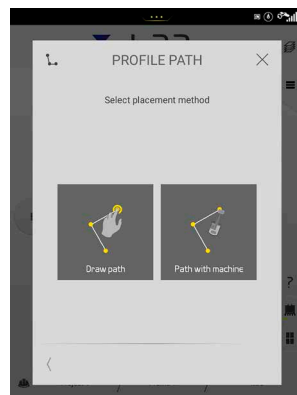 PROFILE PATH
Select placement method
Draw path
Path with machine
?